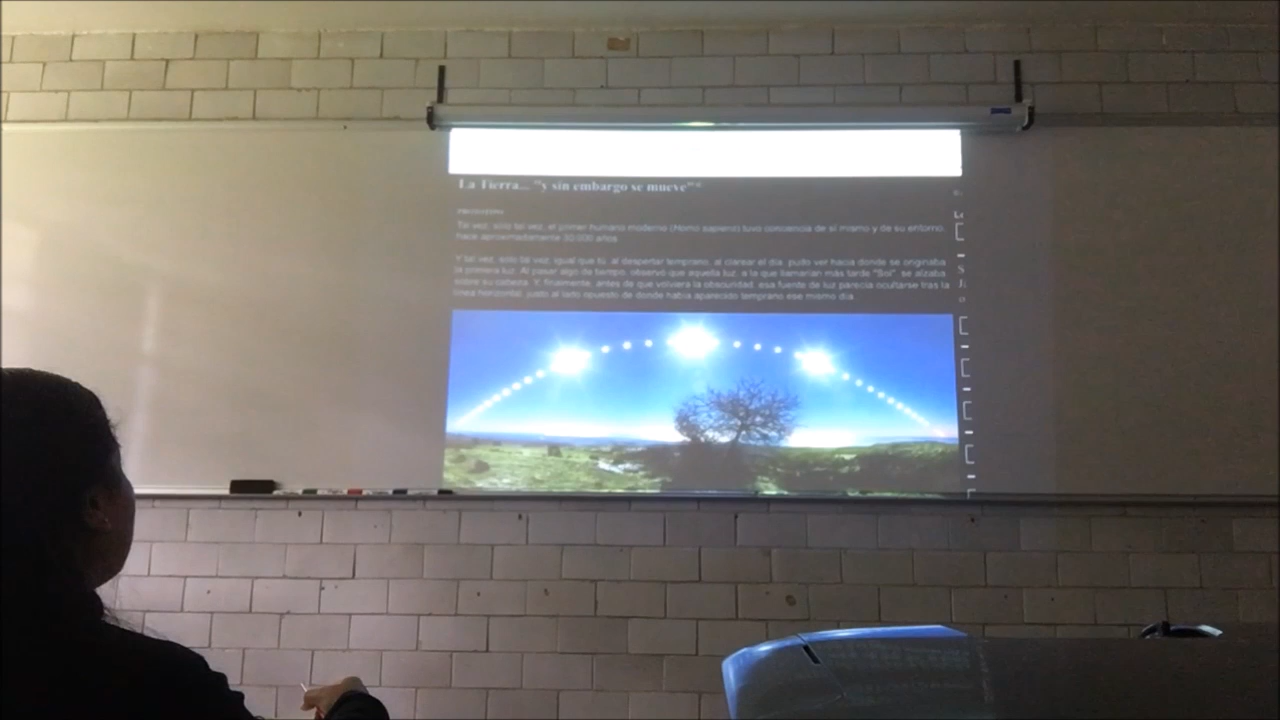 La Tierra... "y sin embargo se mueve"
Tal vez, sólo tal vez, el primer humano moderno (Homo sapiens) tuvo conciencia de sí mismo y de su entorno,
hace aproximadamente 30,000 años.
Y tal vez, sólo tal vez, igual que tú, al despertar temprano, al clarear el día, pudo ver hacia donde se originaba
la primera luz. Al pasar algo de tiempo, observó que aquella luz, a la que llamarían más tarde "Sol", se alzaba
sobre su cabeza. Y, finalmente, antes de que volviera la obscuridad, esa fuente de luz parecía ocultarse tras la
línea horizontal, justo al lado opuesto de donde había aparecido temprano ese mismo día.